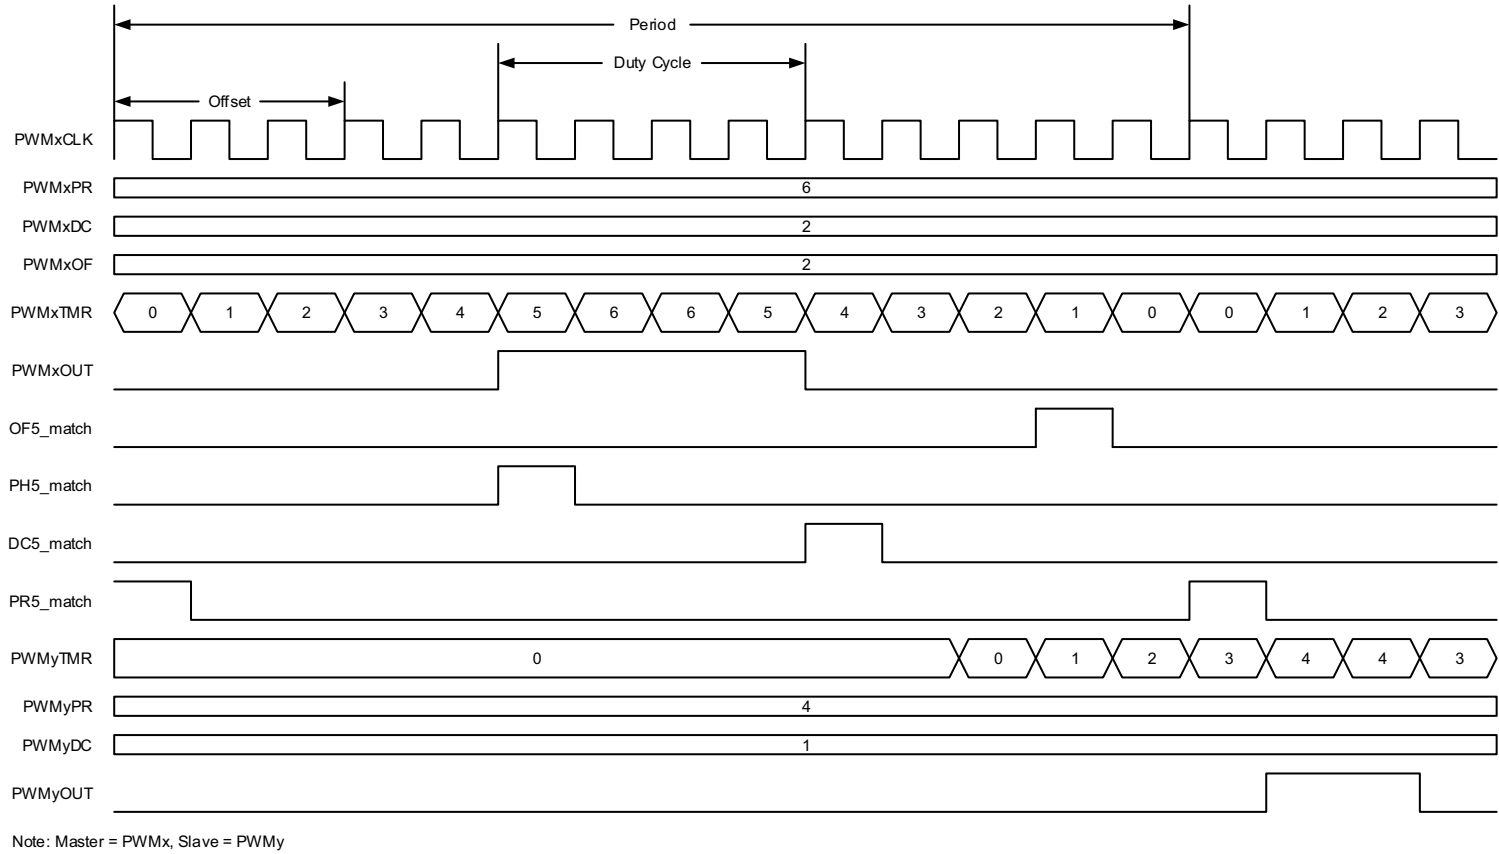 Period
Duty Cycle
Offset
PWMxCLK
PWMxPR 6
PWMxDC 2
PWMxOF 2
PWMxTMR 0 1 2 3 4 5 6 6 5 4 3 2 1 0 0 1 2 3
PWMxOUT
OF5_match
PH5_match
DC5_match
PR5_match
PWMyTMR 0 0 1 2 3 4 4 3
PWMyPR 4
PWMyDC 1
PWMyOUT
Note: Master = PWMx, Slave = PWMy